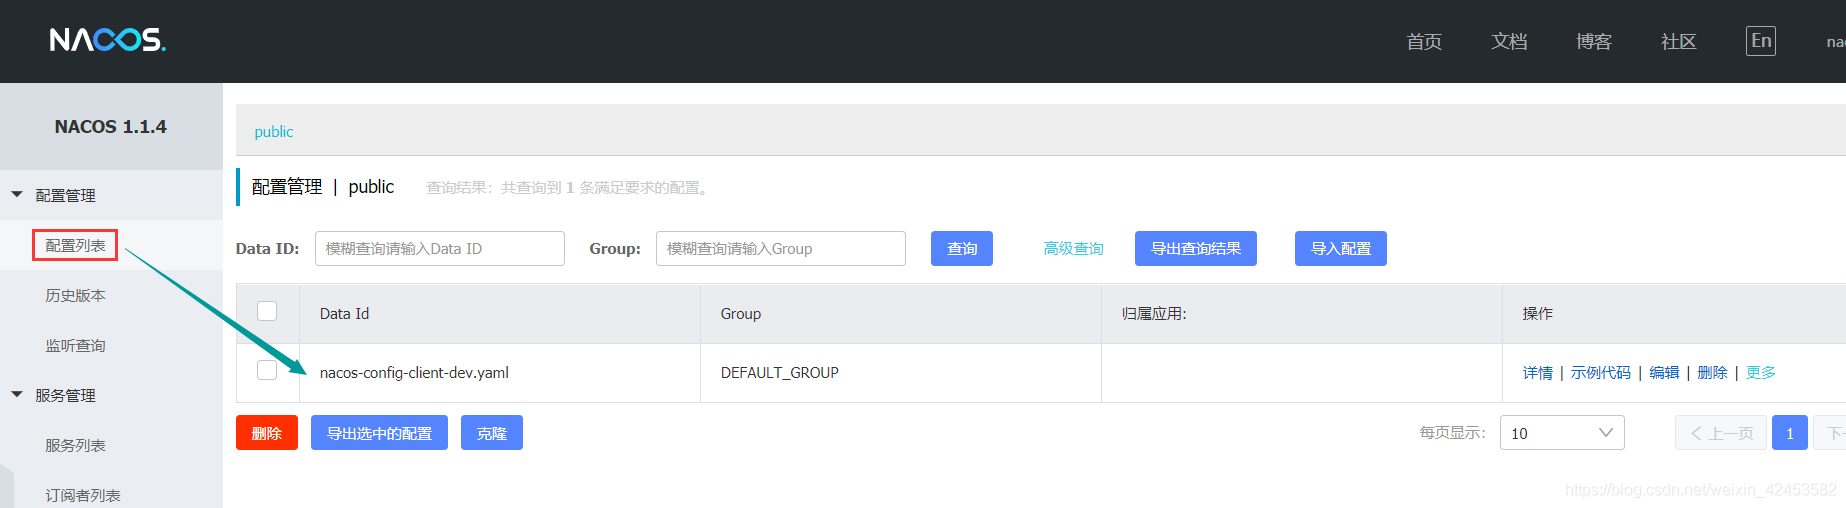 NACOS.
首页 文档 博客 社区 En nac
NACOS 1.1.4
public
配置管理
配置管理 | public 查询结果：共查询到 1 条满足要求的配置。
配置列表
Data ID: 模糊查询请输入Data ID Group: 模糊查询请输入Group 查询 高级查询 导出查询结果 导入配置
历史版本
Data Id Group 归属应用: 操作
监听查询
nacos-config-client-dev.yaml DEFAULT_GROUP 详情 | 示例代码 | 编辑 | 删除 | 更多
服务管理
删除 导出选中的配置 克隆 每页显示: 10 上一页 1 下一
服务列表
订阅者列表
https://blog.csdn.net/weixin_42453582